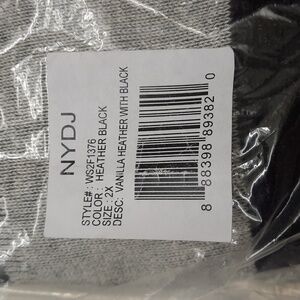 NYDJ
STYLE#: WS2F1376
COLOR: HEATHER BLACK
SIZE: 2X
DESC: VANILLA HEATHER WITH BLACK
8 88398 89382 0